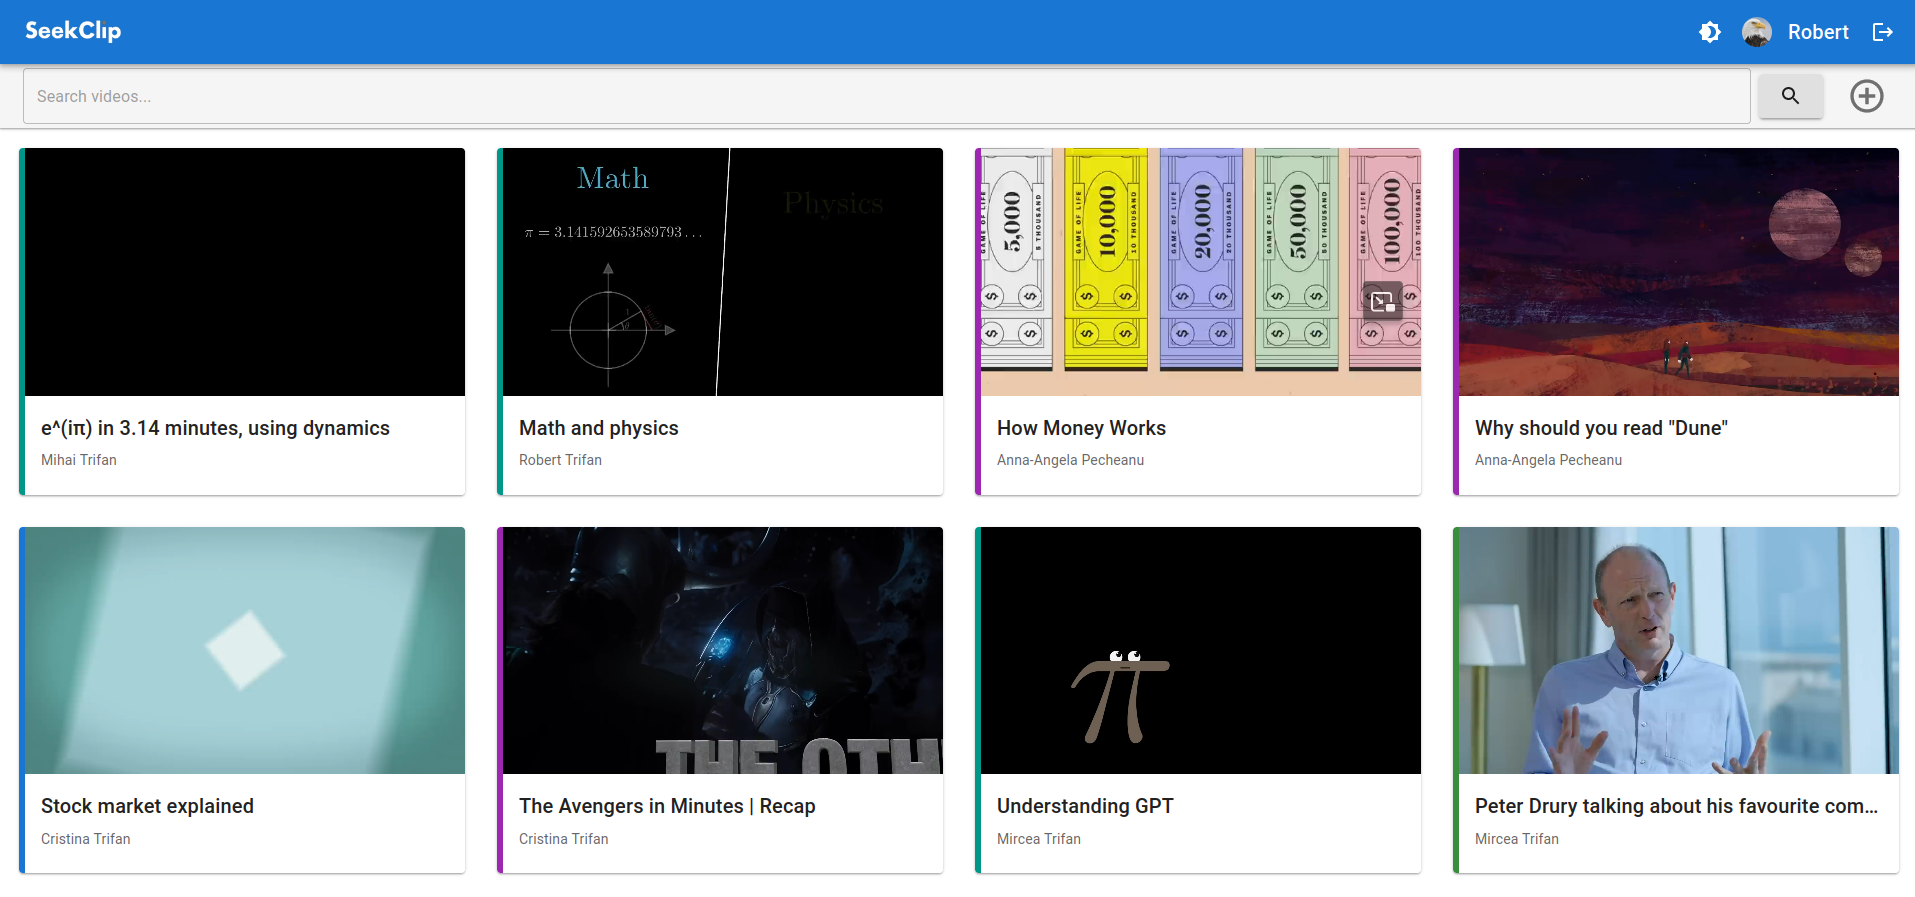 SeekClip
Robert
Search videos...
Math
Physics
π = 3.141592653589793...
5,000
GAME OF LIFE
5 THOUSAND
10,000
GAME OF LIFE
10 THOUSAND
20,000
GAME OF LIFE
20 THOUSAND
50,000
GAME OF LIFE
50 THOUSAND
100,000
GAME OF LIFE
100 THOUSAND
e^(iπ) in 3.14 minutes, using dynamics
Mihai Trifan
Math and physics
Robert Trifan
How Money Works
Anna-Angela Pecheanu
Why should you read "Dune"
Anna-Angela Pecheanu
THE OTH
Stock market explained
Cristina Trifan
The Avengers in Minutes | Recap
Cristina Trifan
Understanding GPT
Mircea Trifan
Peter Drury talking about his favourite com...
Mircea Trifan